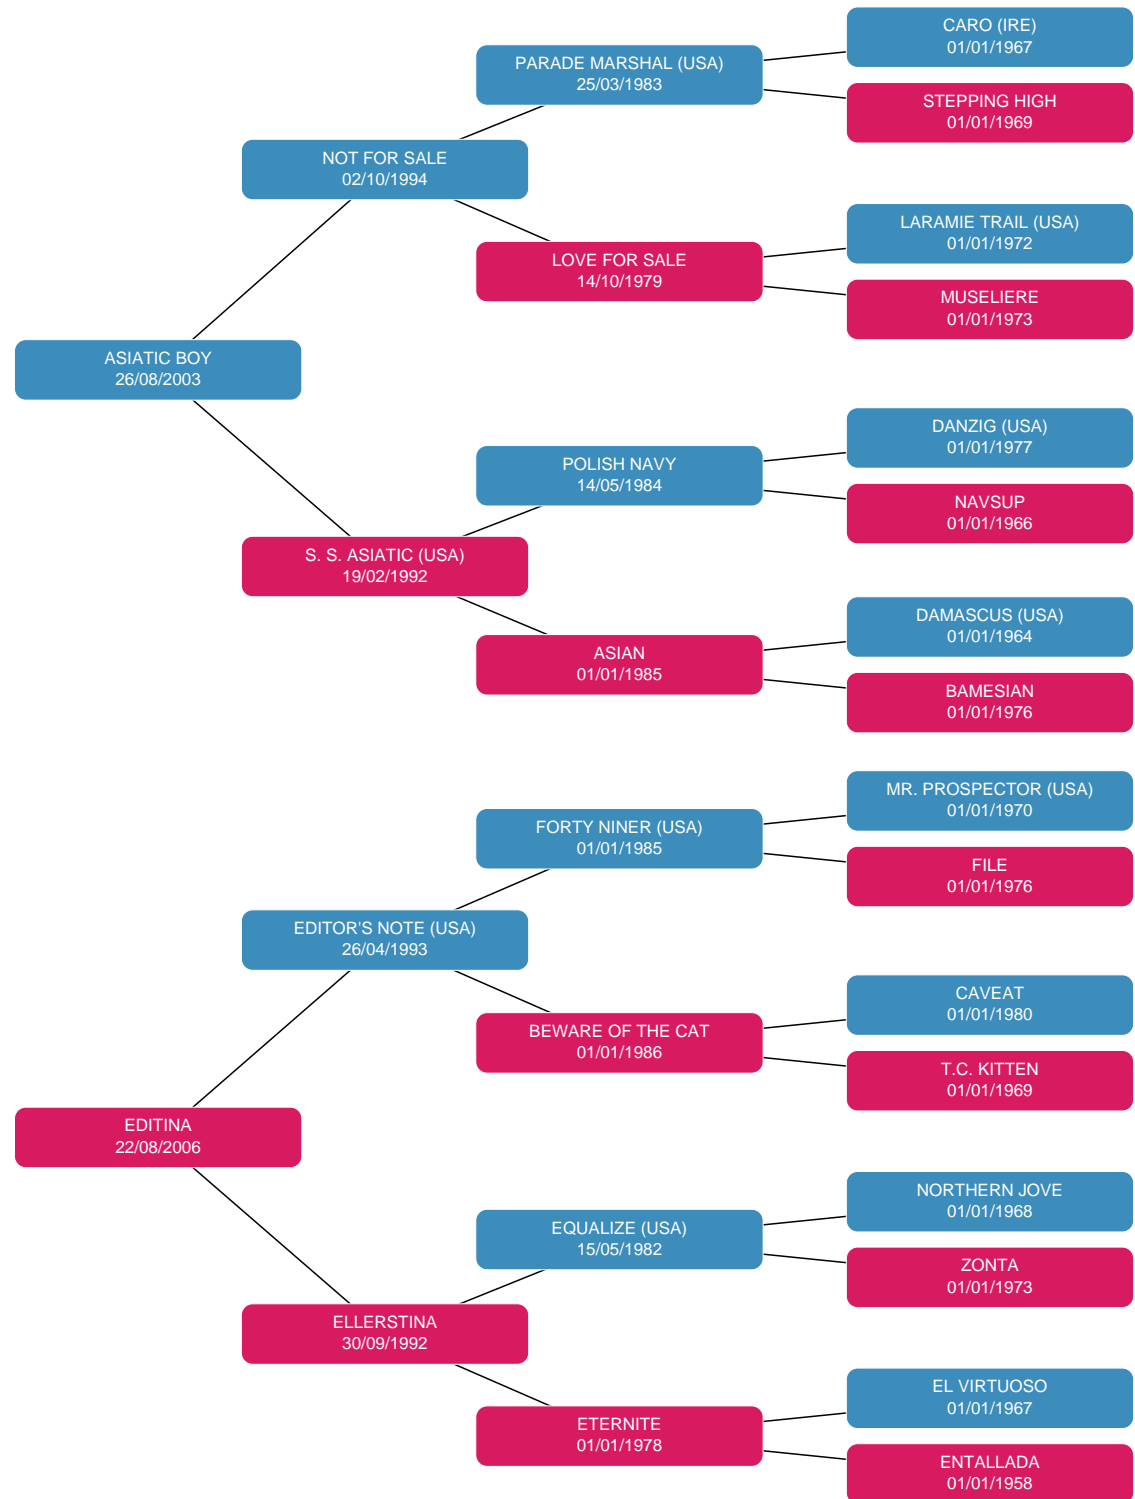 CARO (IRE)
01/01/1967
PARADE MARSHAL (USA)
25/03/1983
STEPPING HIGH
01/01/1969
NOT FOR SALE
02/10/1994
LARAMIE TRAIL (USA)
01/01/1972
LOVE FOR SALE
14/10/1979
MUSELIERE
01/01/1973
ASIATIC BOY
26/08/2003
DANZIG (USA)
01/01/1977
POLISH NAVY
14/05/1984
NAVSUP
01/01/1966
S. S. ASIATIC (USA)
19/02/1992
DAMASCUS (USA)
01/01/1964
ASIAN
01/01/1985
BAMESIAN
01/01/1976
MR. PROSPECTOR (USA)
01/01/1970
FORTY NINER (USA)
01/01/1985
FILE
01/01/1976
EDITOR'S NOTE (USA)
26/04/1993
CAVEAT
01/01/1980
BEWARE OF THE CAT
01/01/1986
T.C. KITTEN
01/01/1969
EDITINA
22/08/2006
NORTHERN JOVE
01/01/1968
EQUALIZE (USA)
15/05/1982
ZONTA
01/01/1973
ELLERSTINA
30/09/1992
EL VIRTUOSO
01/01/1967
ETERNITE
01/01/1978
ENTALLADA
01/01/1958